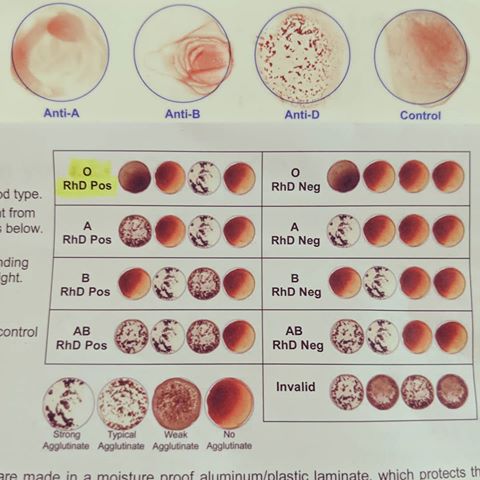 Anti-A Anti-B Anti-D Control
O
RhD Pos
O
RhD Neg
od type.
t from
s below.
A
RhD Pos
A
RhD Neg
nding
ight.
B
RhD Pos
B
RhD Neg
control
AB
RhD Pos
AB
RhD Neg
Invalid
Strong
Agglutinate
Typical
Agglutinate
Weak
Agglutinate
No
Agglutinate
are made in a moisture proof aluminum/plastic laminate, which protects th